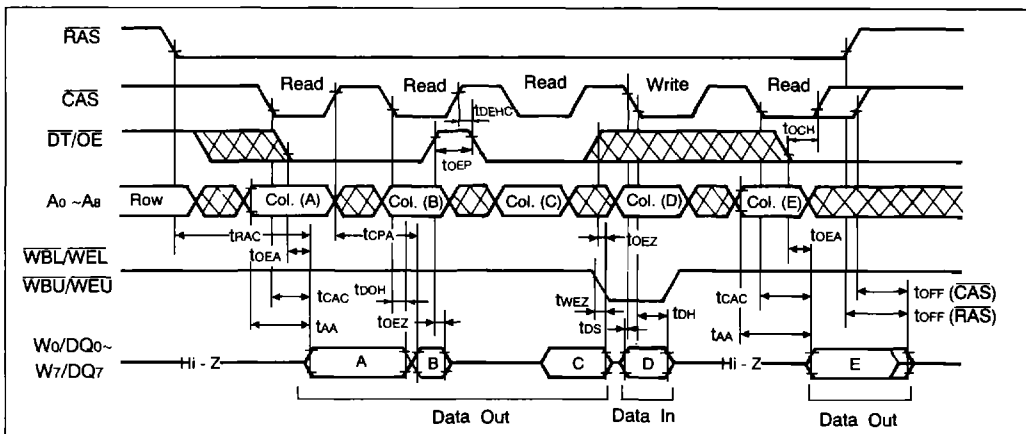 RAS
Read Read Read Write Read
CAS
tDEHC
tOCH
DT/OE
tOEP
A0 ~A8 Row Col. (A) Col. (B) Col. (C) Col. (D) Col. (E)
tRAC tCPA tOEZ tOEA
tOEA
WBL/WEL
WBU/WEU
tCAC tDOH tWEZ tCAC tOFF (CAS)
tAA tOEZ tDS tDH tAA tOFF (RAS)
W0/DQ0~
W7/DQ7
Hi - Z A B C D Hi - Z E
Data Out Data In Data Out